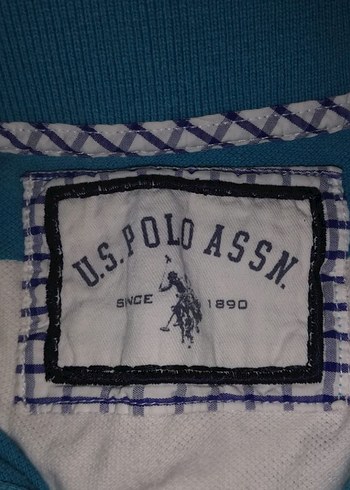 U.S. POLO ASSN.
SINCE 1890